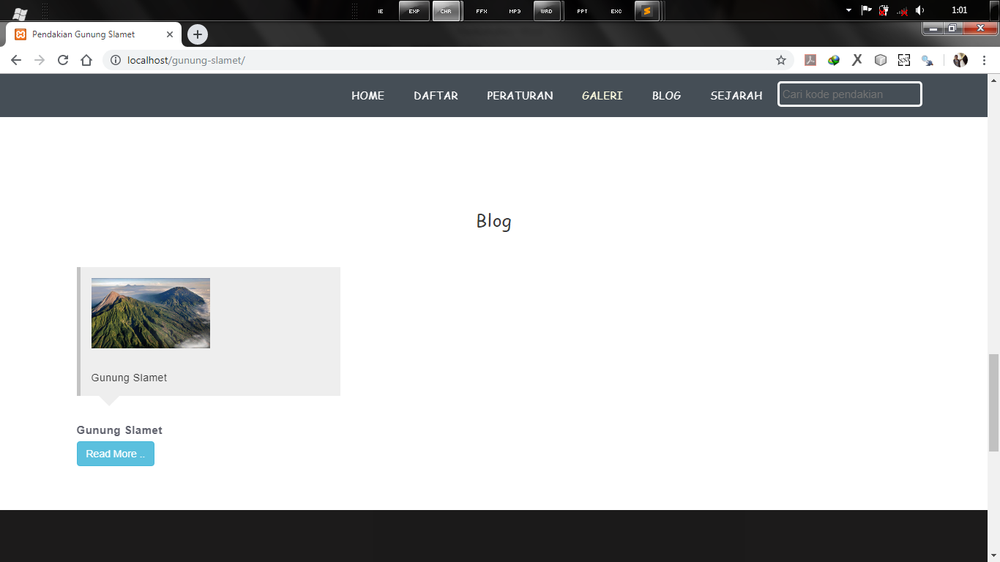 IE EXP CHR FFX MP3 WRD PPT EXC 1:01
Pendakian Gunung Slamet
localhost/gunung-slamet/
HOME DAFTAR PERATURAN GALERI BLOG SEJARAH Cari kode pendakian
Blog
Gunung Slamet
Gunung Slamet
Read More ..